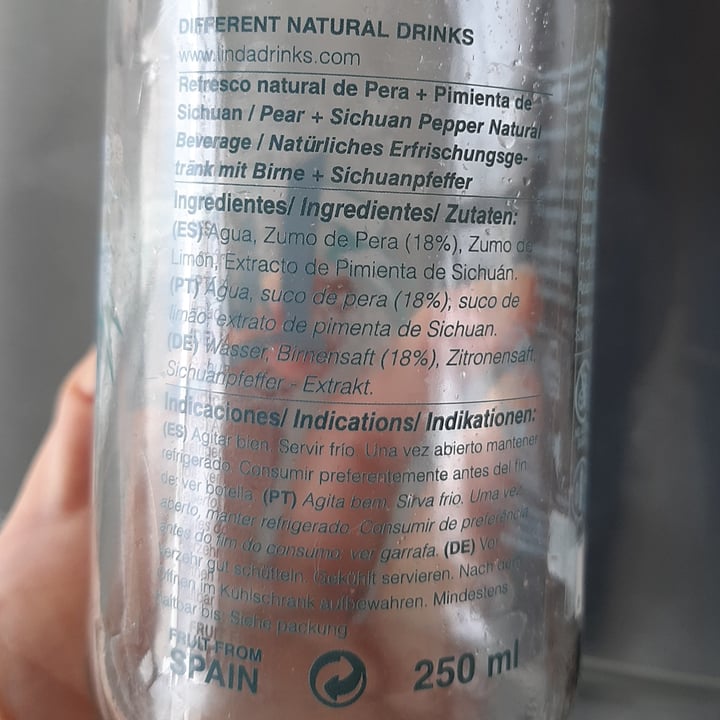 DIFFERENT NATURAL DRINKS
www.lindadrinks.com
Refresco natural de Pera + Pimienta de
Sichuan / Pear + Sichuan Pepper Natural
Beverage / Natürliches Erfrischungsge-
tränk mit Birne + Sichuanpfeffer
Ingredientes/ Ingredientes/ Zutaten:
(ES) Agua, Zumo de Pera (18%), Zumo de
Limón, Extracto de Pimienta de Sichuán.
(PT) Água, suco de pera (18%), suco de
limão, extrato de pimenta de Sichuan.
(DE) Wasser, Birnensaft (18%), Zitronensaft,
Sichuanpfeffer - Extrakt.
Indicaciones/ Indications/ Indikationen:
(ES) Agitar bien. Servir frío. Una vez abierto mantener
refrigerado. Consumir preferentemente antes del fin
de: ver botella. (PT) Agita bem. Sirva frio. Uma vez
aberto, manter refrigerado. Consumir de preferência
antes do fim do consumo: ver garrafa. (DE) Vor
Verzehr gut schütteln. Gekühlt servieren. Nach dem
öffnen im Kühlschrank aufbewahren. Mindestens
haltbar bis: Siehe packung
FRUIT FROM
SPAIN
250 ml